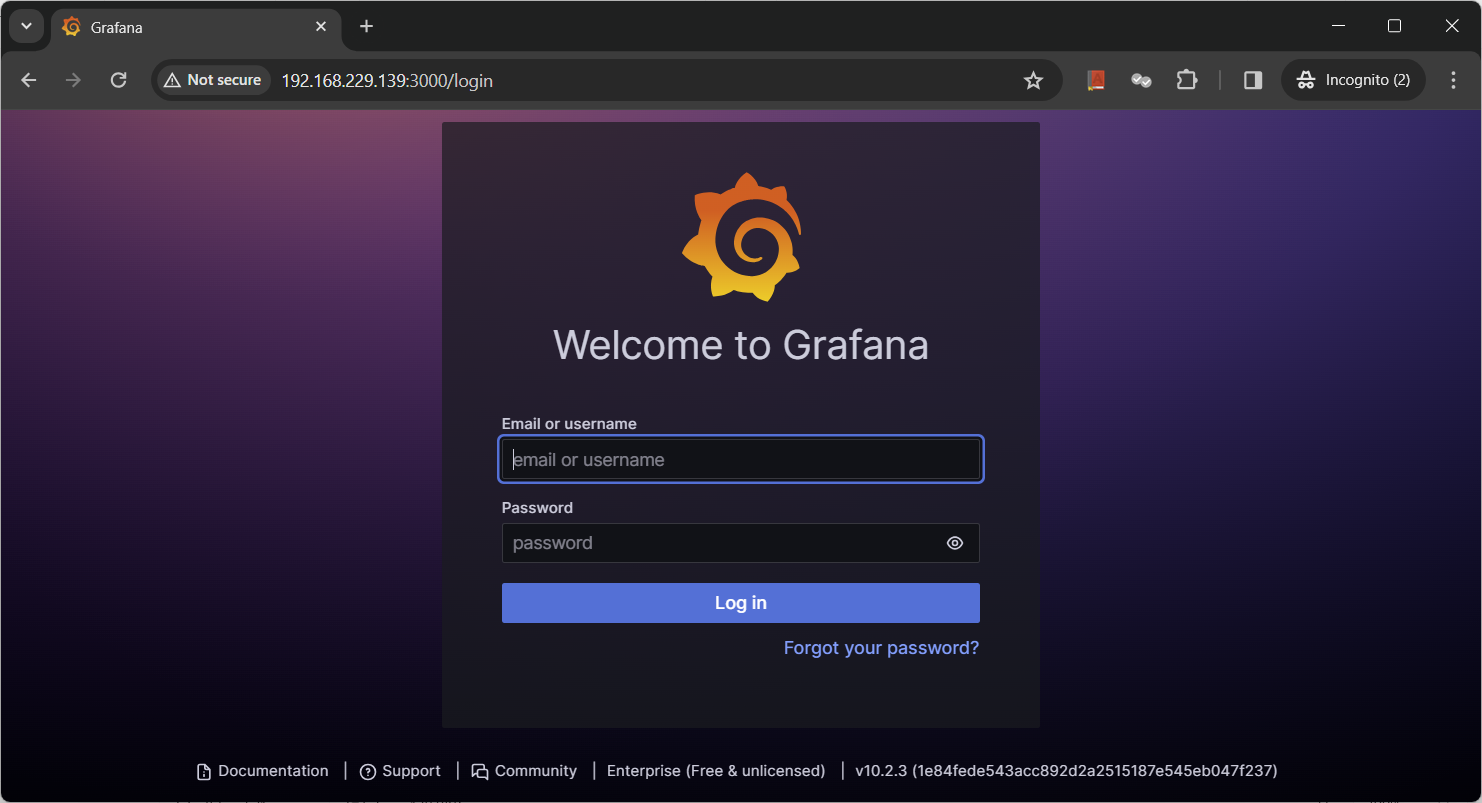 Grafana
Not secure 192.168.229.139:3000/login Incognito (2)
Welcome to Grafana
Email or username
email or username
Password
password
Log in
Forgot your password?
Documentation | Support | Community | Enterprise (Free & unlicensed) | v10.2.3 (1e84fede543acc892d2a2515187e545eb047f237)